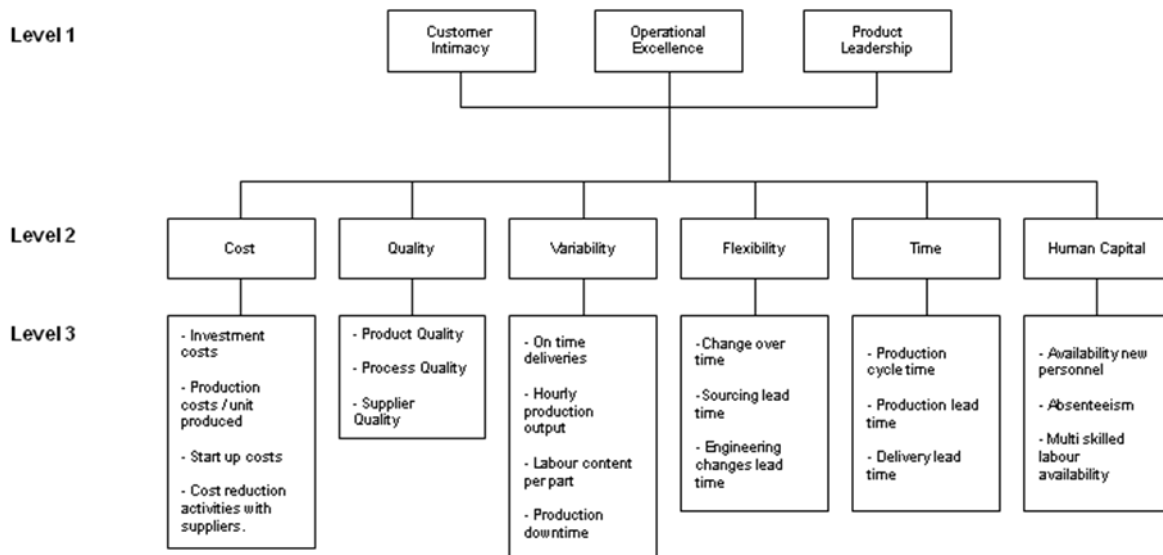 Level 1
Customer
Intimacy
Operational
Excellence
Product
Leadership
Level 2
Cost
Quality
Variability
Flexibility
Time
Human Capital
Level 3
- Investment
costs
- Production
costs / unit
produced
- Start up costs
- Cost reduction
activities with
suppliers.
- Product Quality
- Process Quality
- Supplier
Quality
- On time
deliveries
- Hourly
production
output
- Labour content
per part
- Production
downtime
- Change over
time
- Sourcing lead
time
- Engineering
changes lead
time
- Production
cycle time
- Production lead
time
- Delivery lead
time
- Availability new
personnel
- Absenteeism
- Multi skilled
labour
availability